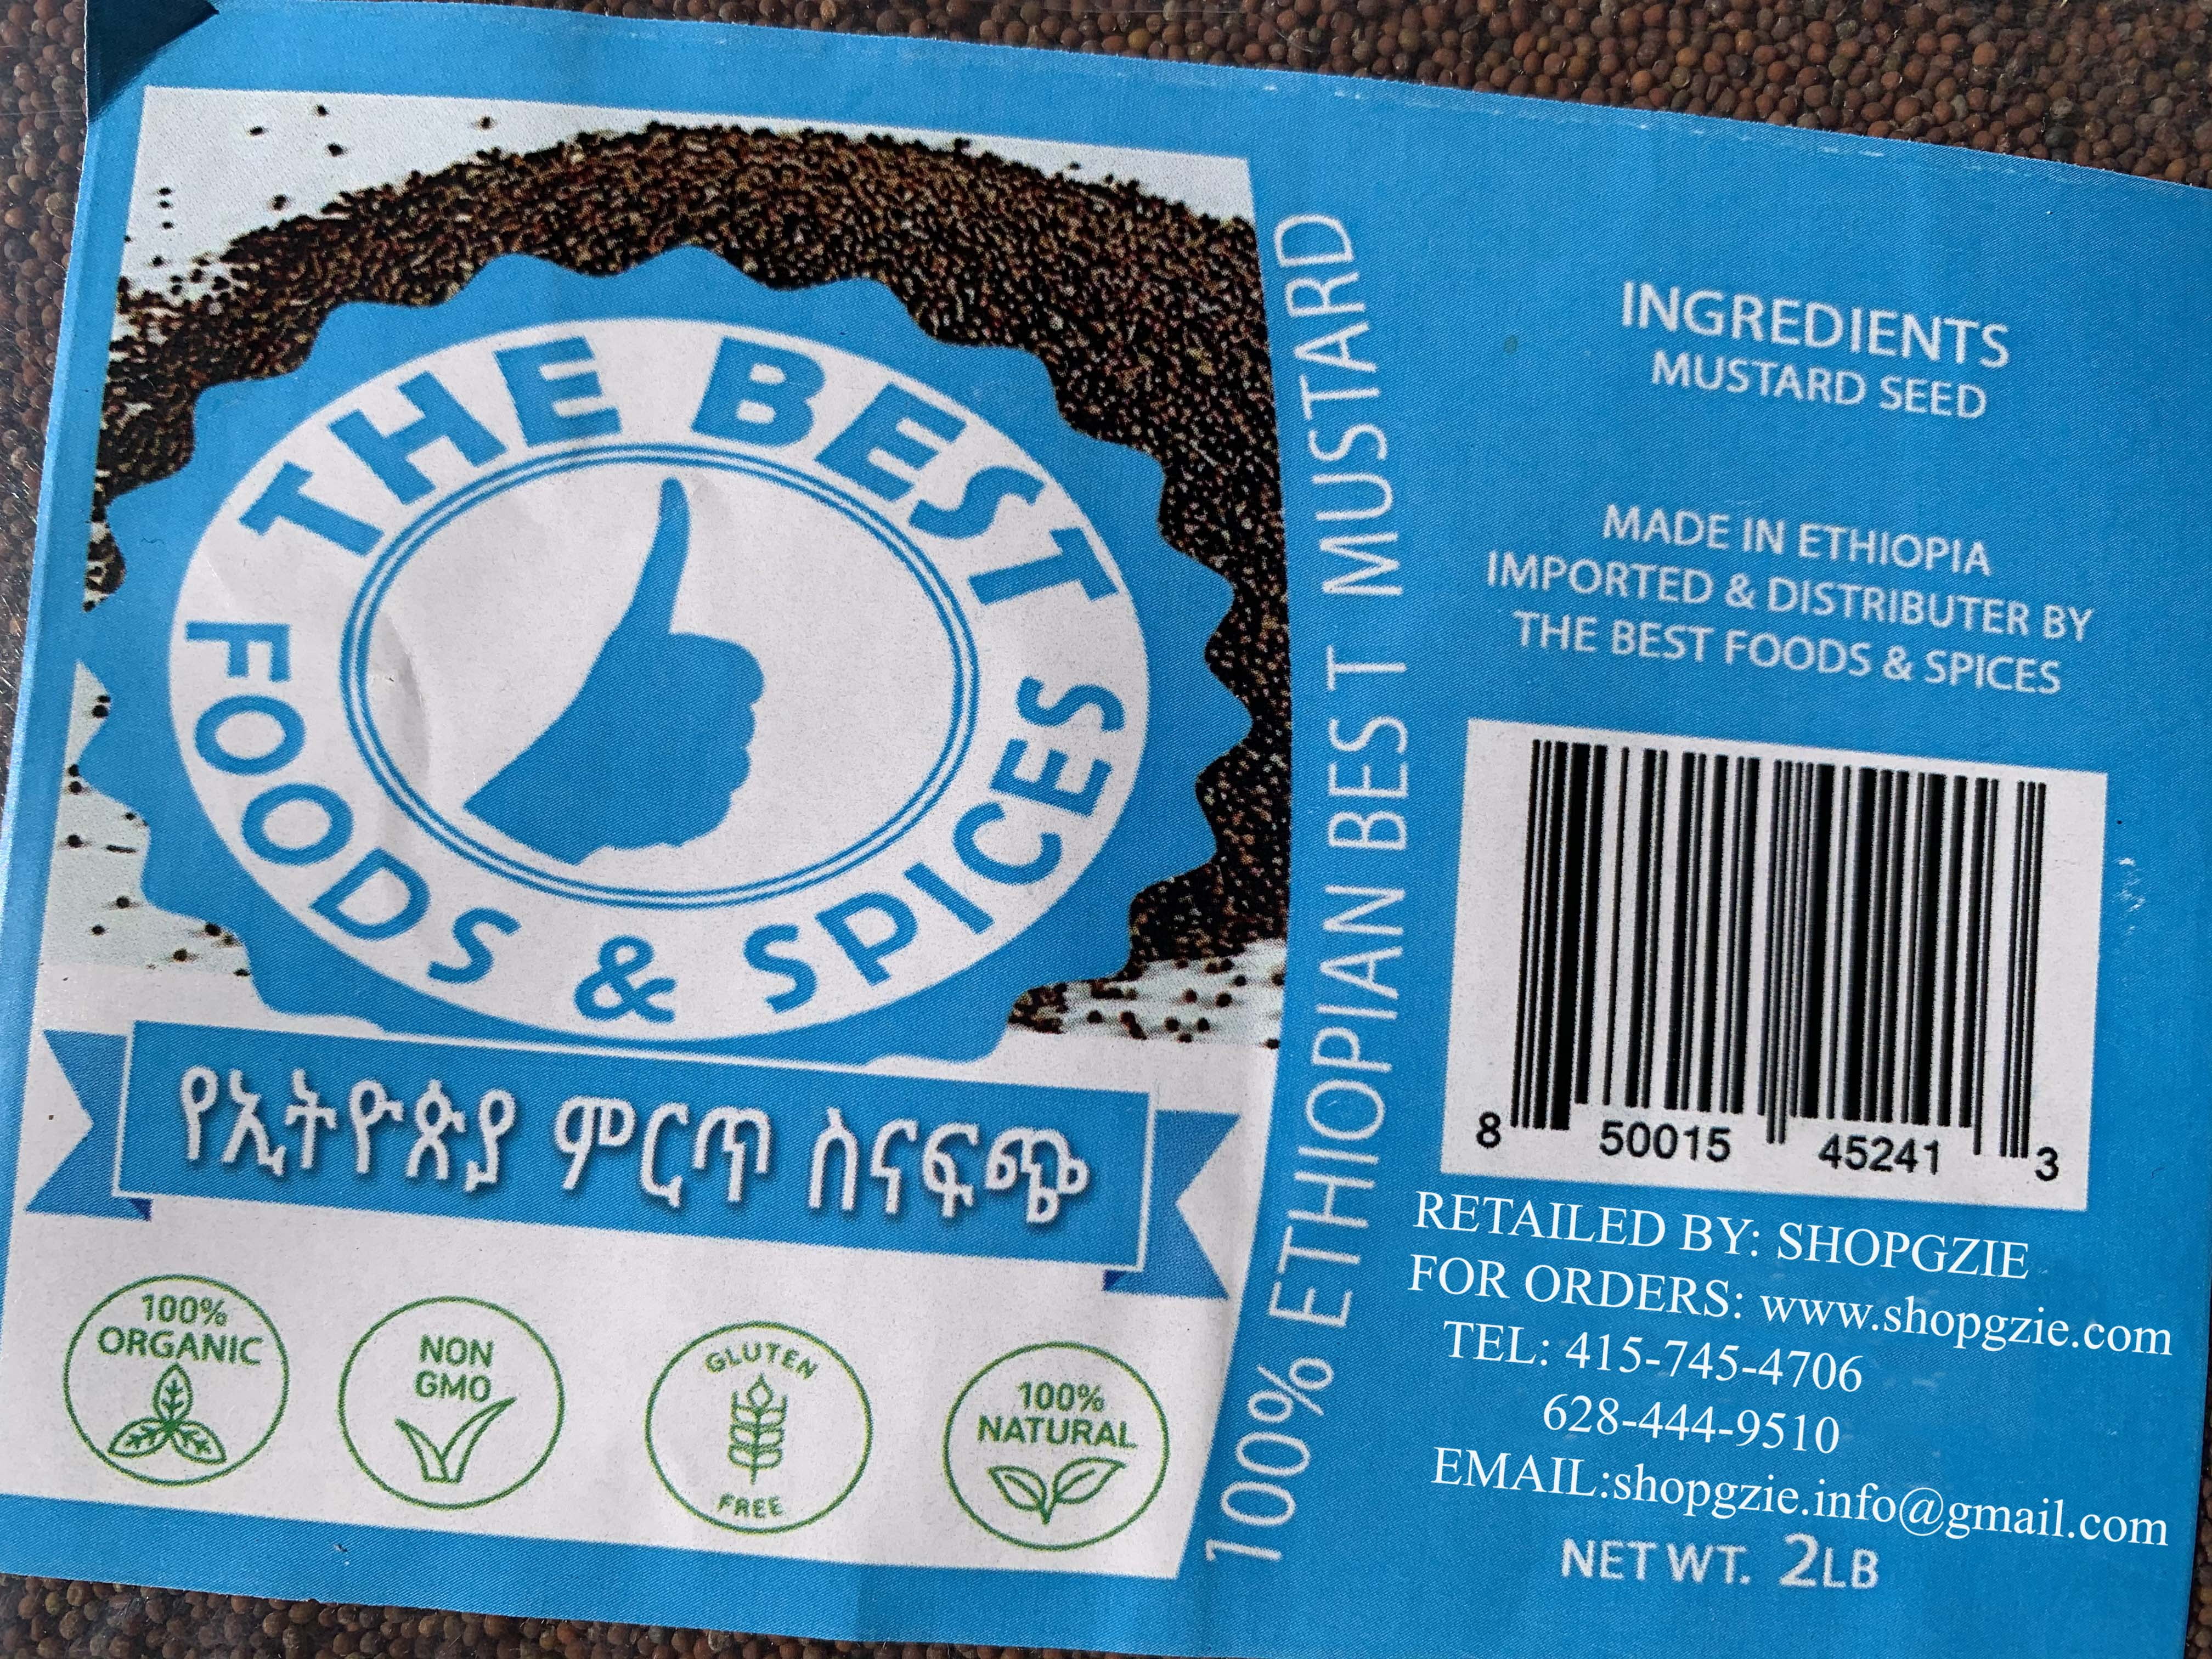 THE BEST
FOODS & SPICES
የኢትዮጵያ ምርጥ ስናፍጭ
100%
ORGANIC
NON
GMO
GLUTEN
FREE
100%
NATURAL
100% ETHIOPIAN BEST MUSTARD
INGREDIENTS
MUSTARD SEED
MADE IN ETHIOPIA
IMPORTED & DISTRIBUTER BY
THE BEST FOODS & SPICES
8 50015 45241 3
RETAILED BY: SHOPGZIE
FOR ORDERS: www.shopgzie.com
TEL: 415-745-4706
628-444-9510
EMAIL:shopgzie.info@gmail.com
NET WT. 2LB